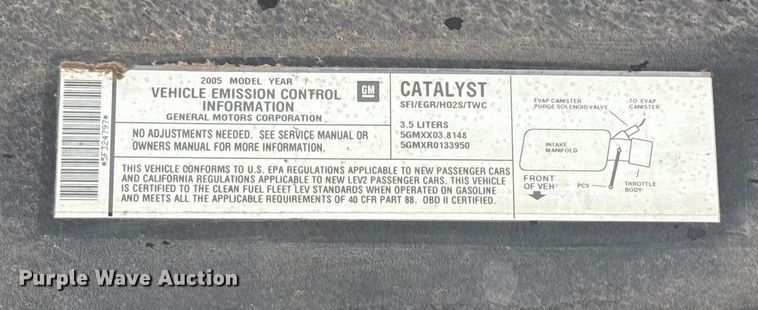 2005 MODEL YEAR
VEHICLE EMISSION CONTROL
INFORMATION
GENERAL MOTORS CORPORATION
GM
NO ADJUSTMENTS NEEDED. SEE SERVICE MANUAL OR
OWNERS MANUAL FOR MORE INFORMATION.
CATALYST
SFI/EGR/HO2S/TWC
3.5 LITERS
5GMXX03.8148
5GMXR0133950
THIS VEHICLE CONFORMS TO U.S. EPA REGULATIONS APPLICABLE TO NEW PASSENGER CARS
AND CALIFORNIA REGULATIONS APPLICABLE TO NEW LEV2 PASSENGER CARS. THIS VEHICLE
IS CERTIFIED TO THE CLEAN FUEL FLEET LEV STANDARDS WHEN OPERATED ON GASOLINE
AND MEETS ALL THE APPLICABLE REQUIREMENTS OF 40 CFR PART 88. OBD II CERTIFIED.
EVAP CANISTER
PURGE SOLENOID VALVE
TO EVAP
CANISTER
INTAKE
MANIFOLD
FRONT
OF VEH
PCV
THROTTLE
BODY
*5F324797*
Purple Wave Auction